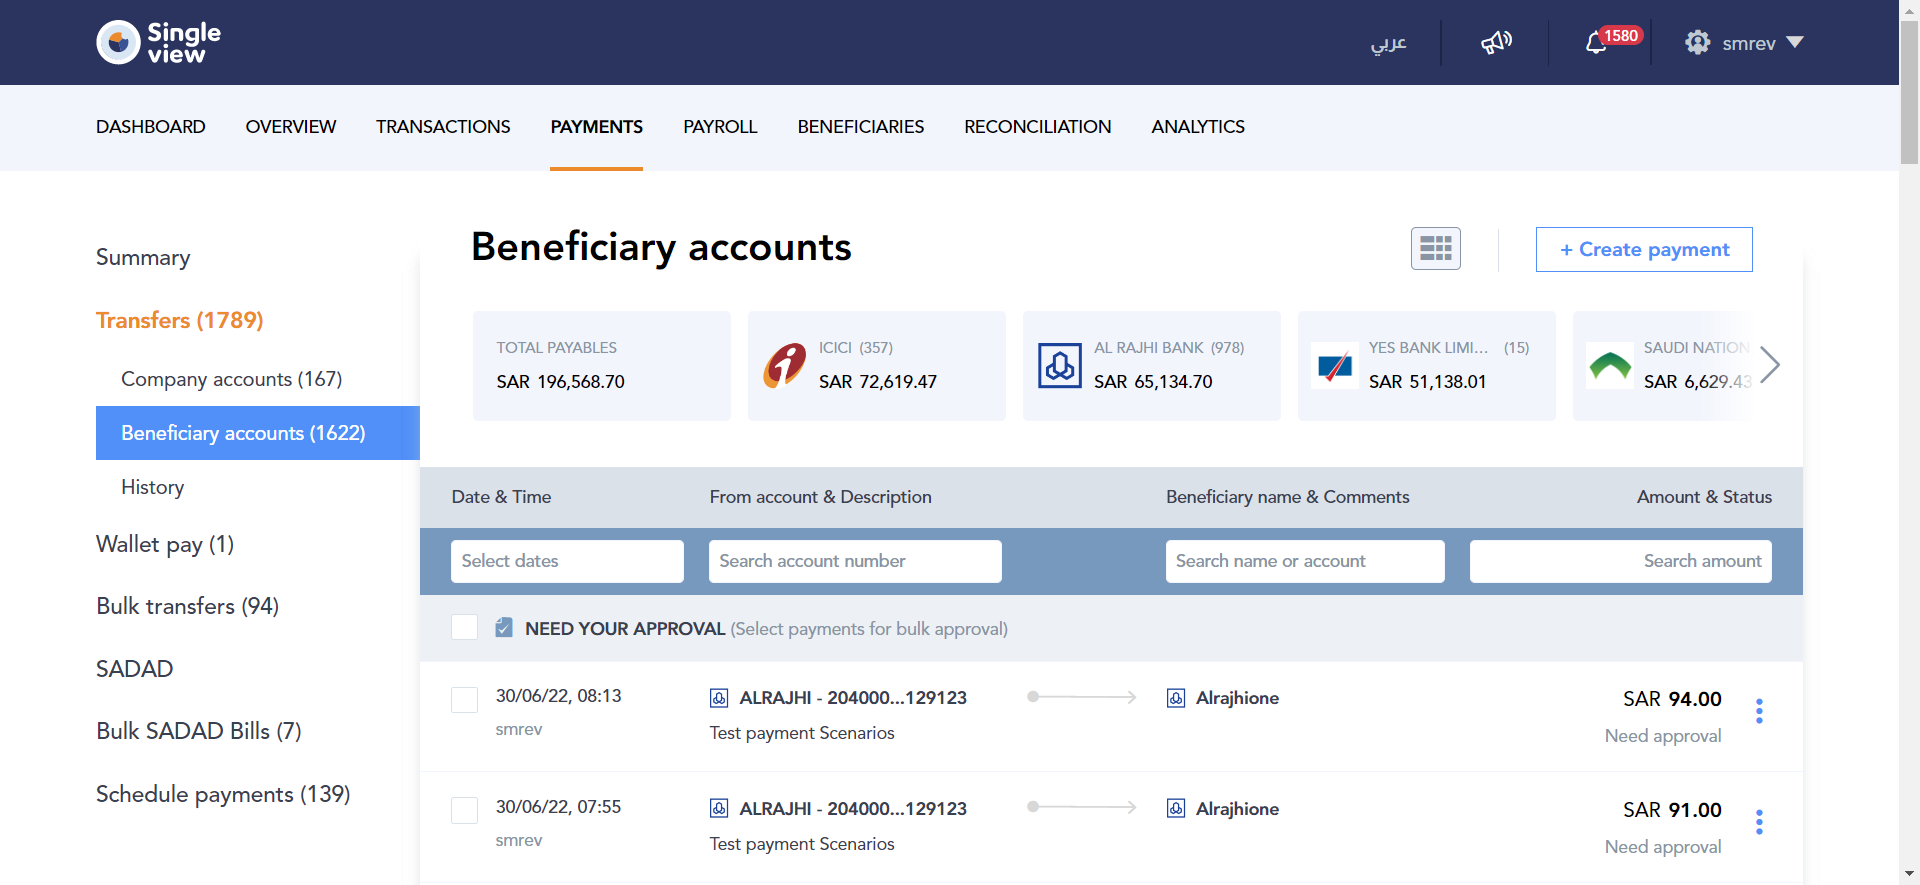 Single
view
عربي
1580
smrev
DASHBOARD OVERVIEW TRANSACTIONS PAYMENTS PAYROLL BENEFICIARIES RECONCILIATION ANALYTICS
Summary
Transfers (1789)
Company accounts (167)
Beneficiary accounts (1622)
History
Wallet pay (1)
Bulk transfers (94)
SADAD
Bulk SADAD Bills (7)
Schedule payments (139)
Beneficiary accounts
+ Create payment
TOTAL PAYABLES
SAR 196,568.70
ICICI (357)
SAR 72,619.47
AL RAJHI BANK (978)
SAR 65,134.70
YES BANK LIMI... (15)
SAR 51,138.01
SAUDI NATION
SAR 6,629.43
Date & Time From account & Description Beneficiary name & Comments Amount & Status
Select dates Search account number Search name or account Search amount
NEED YOUR APPROVAL (Select payments for bulk approval)
30/06/22, 08:13 ALRAJHI - 204000...129123 Alrajhione SAR 94.00
smrev Test payment Scenarios Need approval
30/06/22, 07:55 ALRAJHI - 204000...129123 Alrajhione SAR 91.00
smrev Test payment Scenarios Need approval